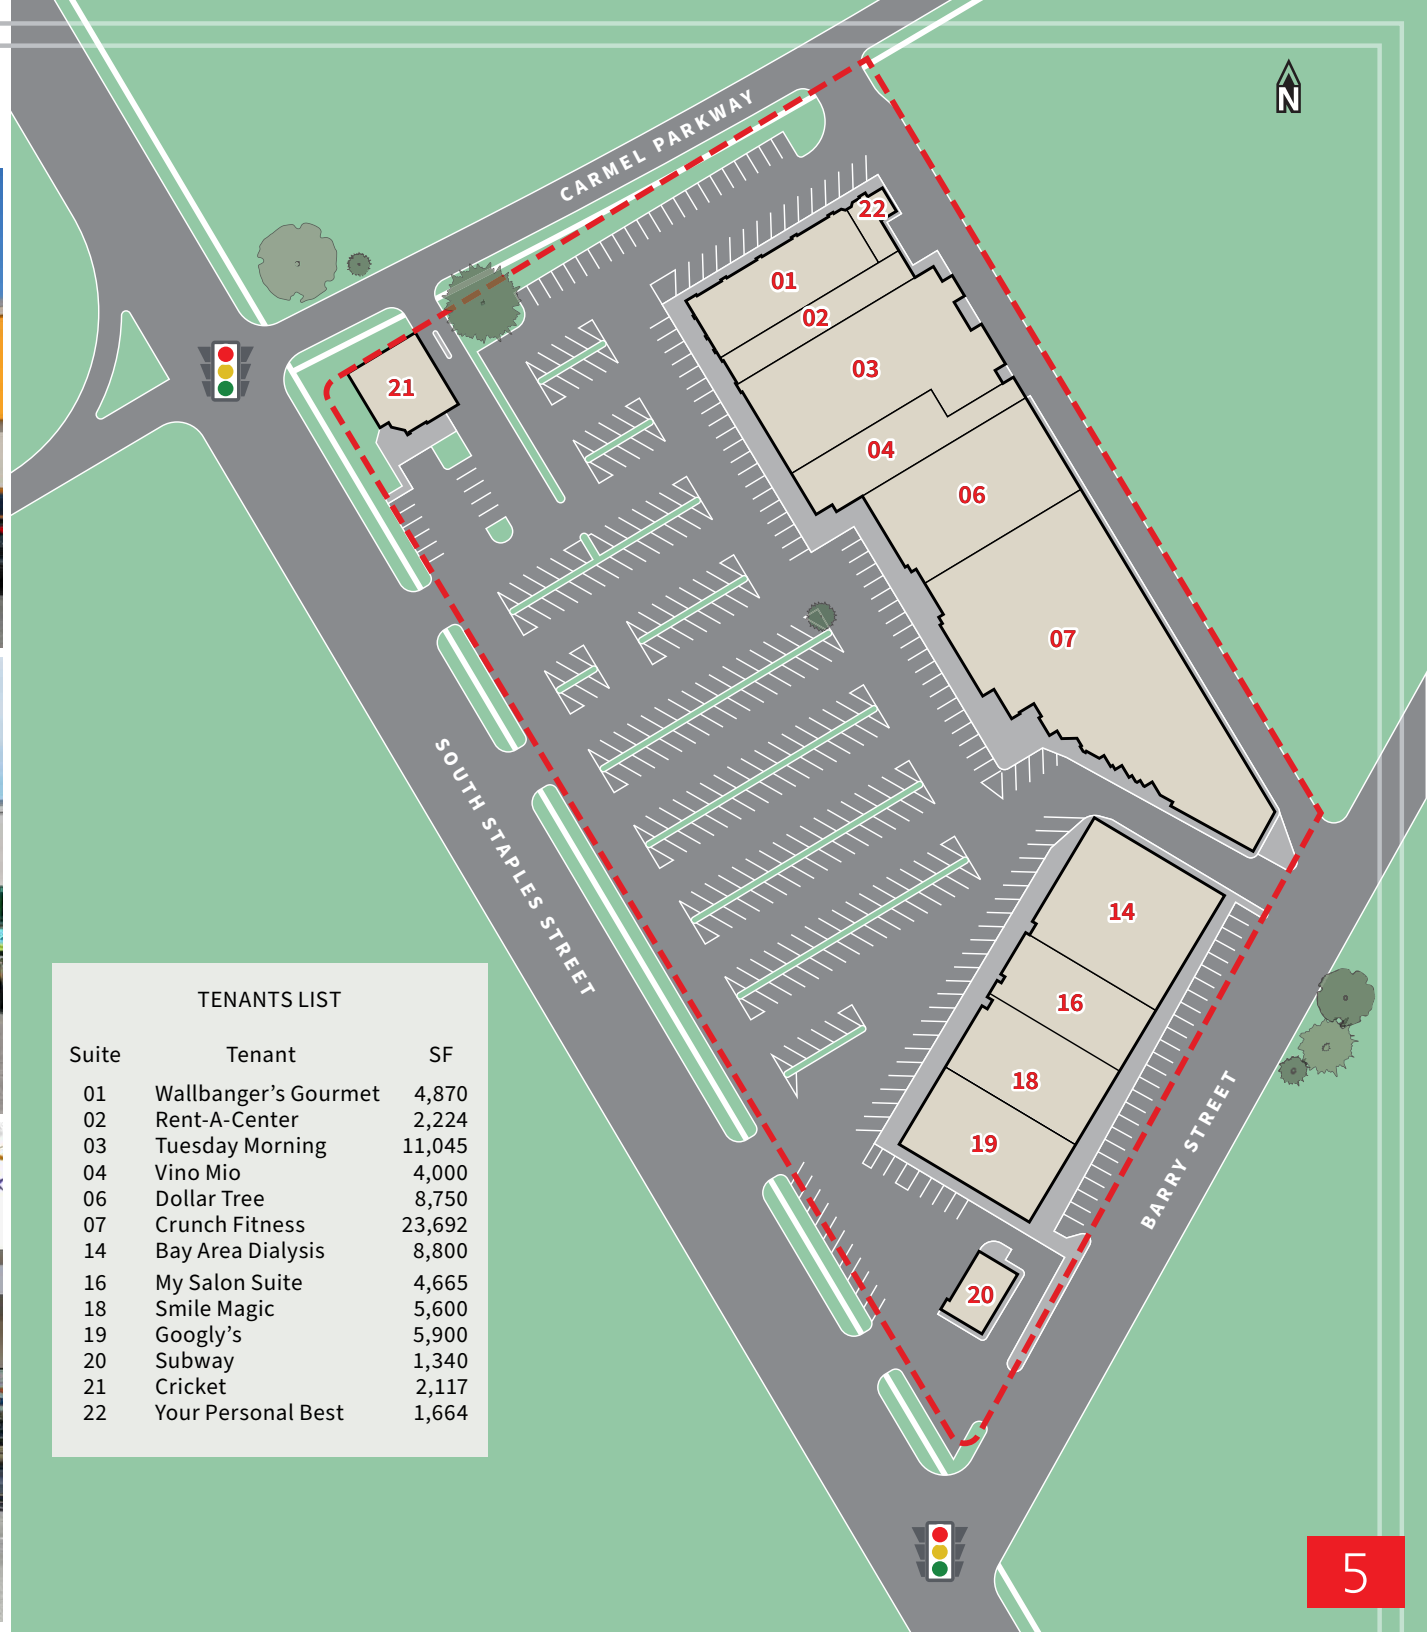 N
CARMEL PARKWAY
22
01
02
03
21
04
06
07
SOUTH STAPLES STREET
14
16
18
19
BARRY STREET
20
TENANTS LIST
Suite Tenant SF
01 Wallbanger’s Gourmet 4,870
02 Rent-A-Center 2,224
03 Tuesday Morning 11,045
04 Vino Mio 4,000
06 Dollar Tree 8,750
07 Crunch Fitness 23,692
14 Bay Area Dialysis 8,800
16 My Salon Suite 4,665
18 Smile Magic 5,600
19 Googly’s 5,900
20 Subway 1,340
21 Cricket 2,117
22 Your Personal Best 1,664
5